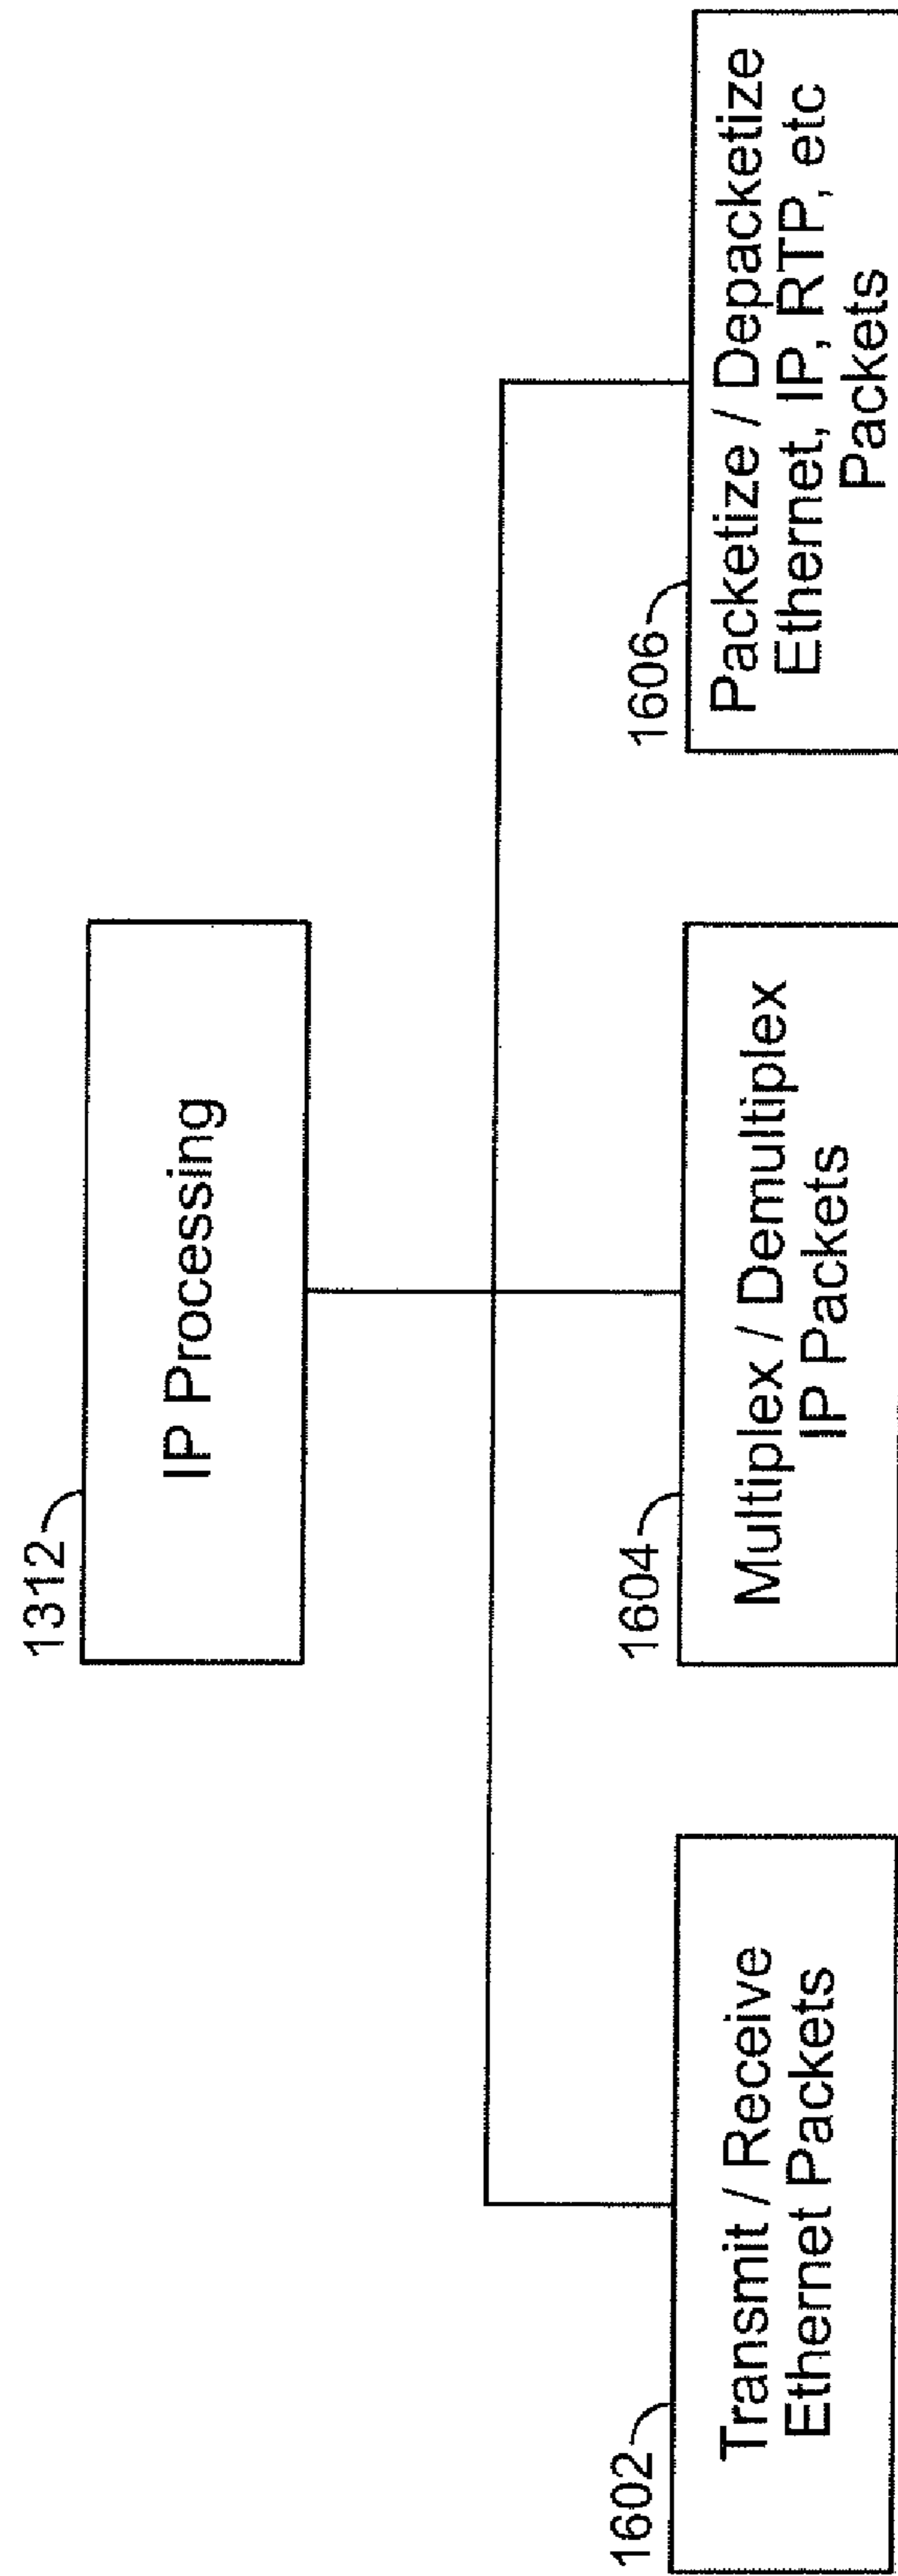 1312
IP Processing
1602
Transmit / Receive
Ethernet Packets
1604
Multiplex / Demultiplex
IP Packets
1606
Packetize / Depacketize
Ethernet, IP, RTP, etc
Packets